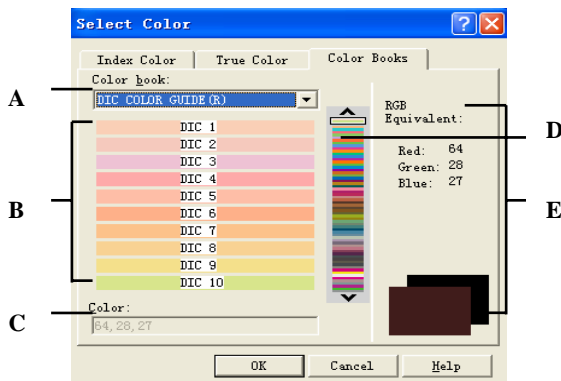 Select Color
Index Color True Color Color Books
Color book:
DIC COLOR GUIDE(R)
DIC 1
DIC 2
DIC 3
DIC 4
DIC 5
DIC 6
DIC 7
DIC 8
DIC 9
DIC 10
RGB
Equivalent:
Red: 64
Green: 28
Blue: 27
Color:
64,28,27
OK Cancel Help
A
B
C
D
E